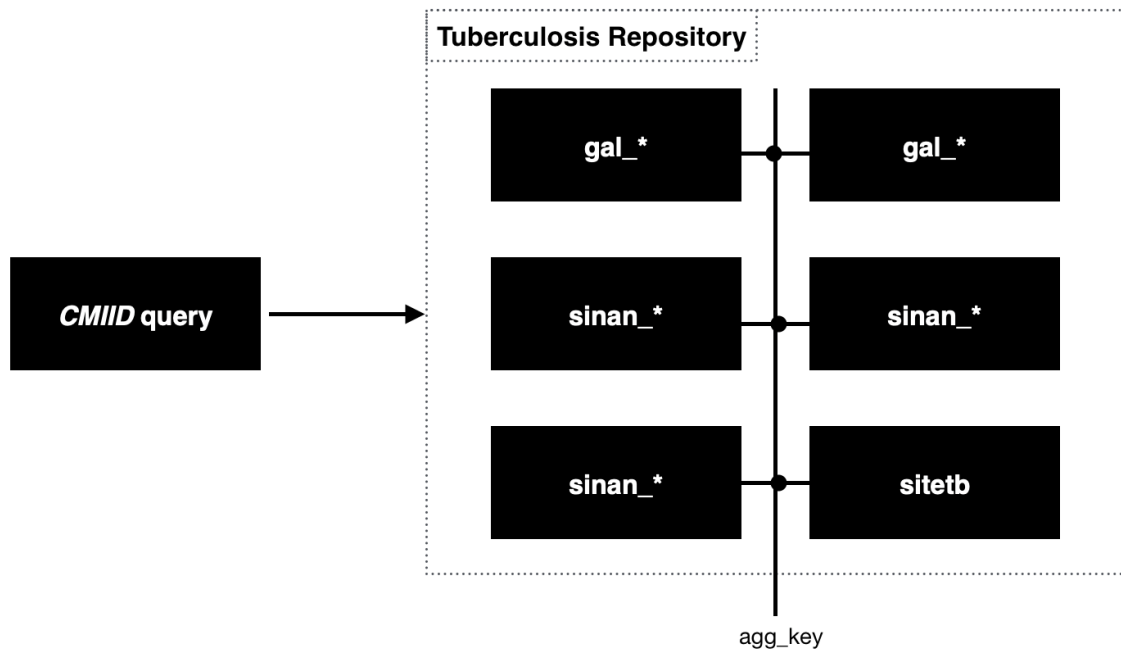 Tuberculosis Repository
gal_*
gal_*
CMIID query
sinan_*
sinan_*
sinan_*
sitetb
agg_key